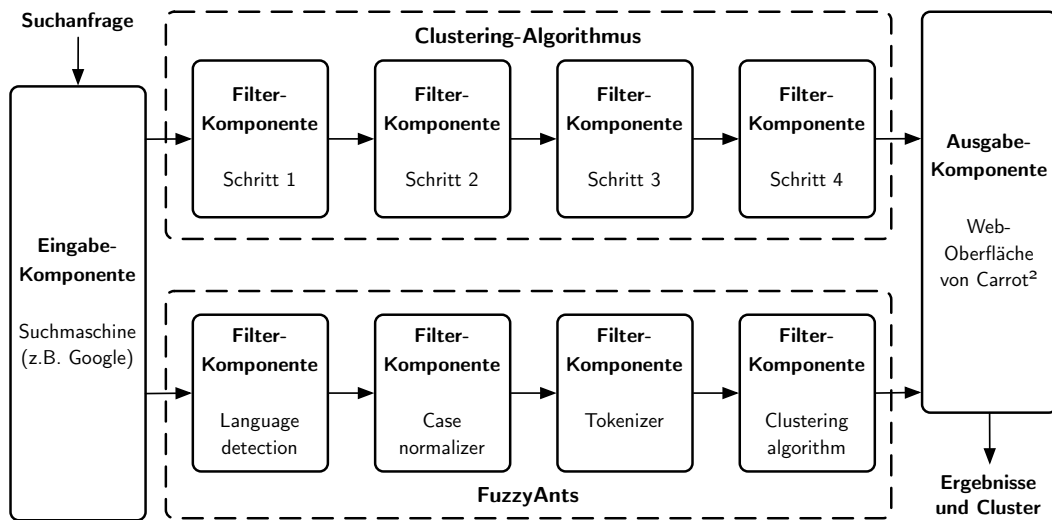 Suchanfrage
Eingabe-
Komponente
Suchmaschine
(z.B. Google)
Clustering-Algorithmus
Filter-
Komponente
Schritt 1
Filter-
Komponente
Schritt 2
Filter-
Komponente
Schritt 3
Filter-
Komponente
Schritt 4
Filter-
Komponente
Language
detection
Filter-
Komponente
Case
normalizer
Filter-
Komponente
Tokenizer
Filter-
Komponente
Clustering
algorithm
FuzzyAnts
Ausgabe-
Komponente
Web-
Oberfläche
von Carrot²
Ergebnisse
und Cluster